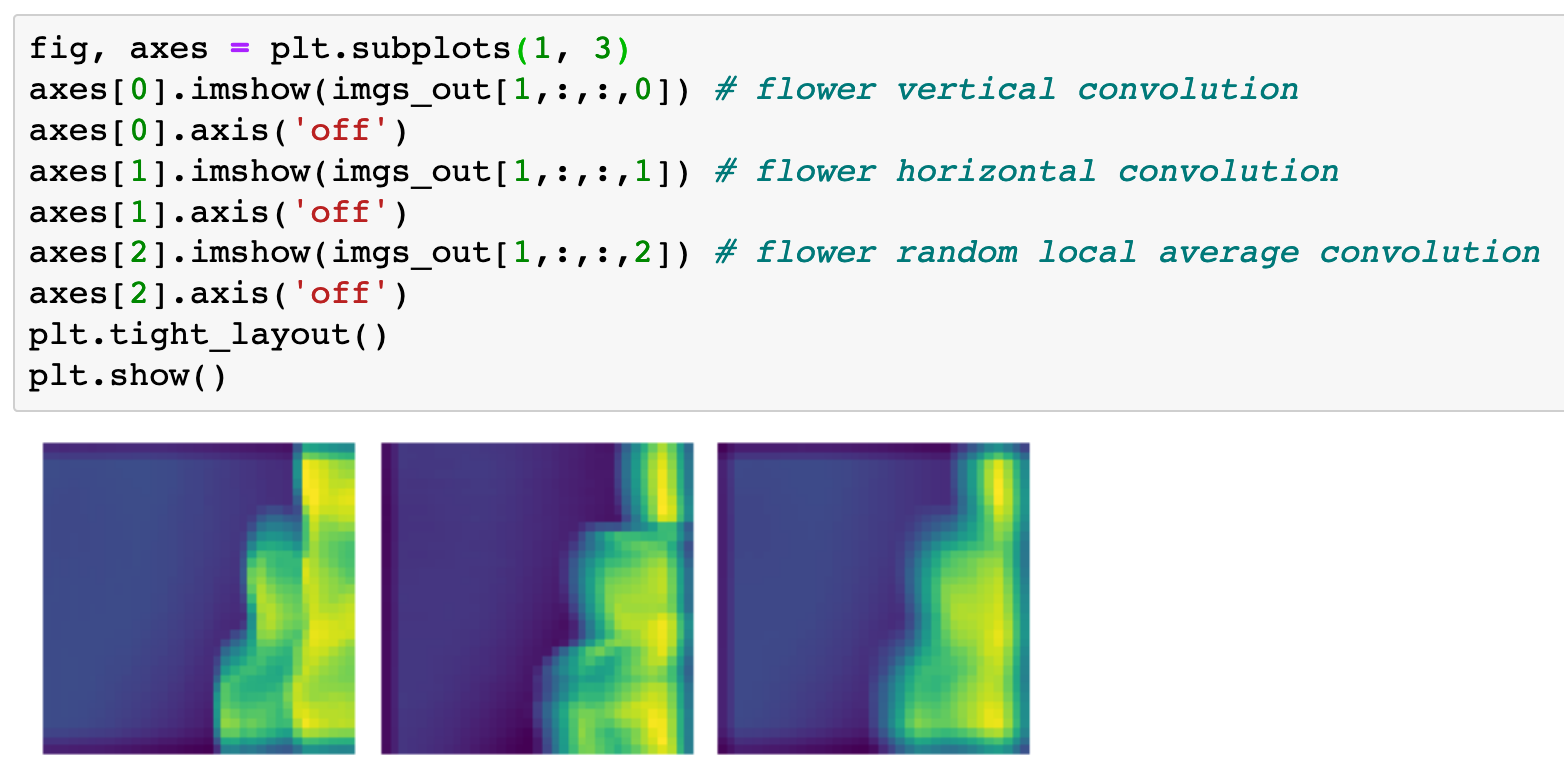 fig, axes = plt.subplots(1, 3)
axes[0].imshow(imgs_out[1,:,:,0]) # flower vertical convolution
axes[0].axis('off')
axes[1].imshow(imgs_out[1,:,:,1]) # flower horizontal convolution
axes[1].axis('off')
axes[2].imshow(imgs_out[1,:,:,2]) # flower random local average convolution
axes[2].axis('off')
plt.tight_layout()
plt.show()